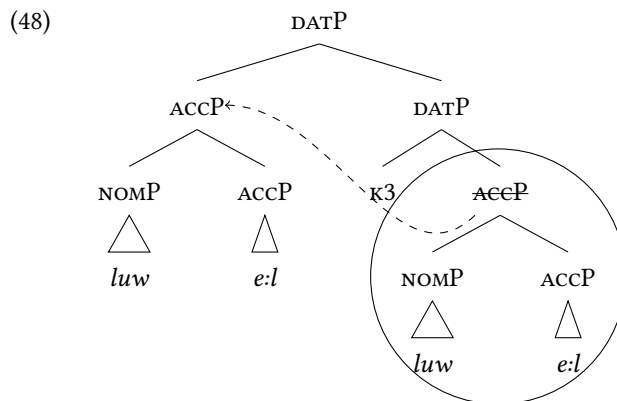 (48)
DATP
ACCP DATP
NOMP ACCP K3 ACCP
luw e:l NOMP ACCP
luw e:l